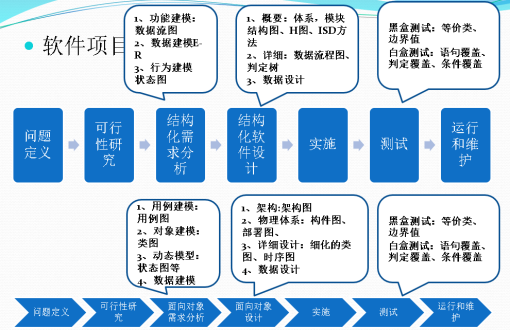 软件项目
1、功能建模：
数据流图
2、数据建模E-
R
3、行为建模
状态图
1、概要：体系，模块
结构图、H图、ISD方
法
2、详细：数据流程图、
判定树
3、数据设计
黑盒测试：等价类、
边界值
白盒测试：语句覆盖、
判定覆盖、条件覆盖
问题
定义
可行
性研
究
结构
化需
求分
析
结构
化软
件设
计
实施
测试
运行
和维
护
1、用例建模：
用例图
2、对象建模：
类图
3、动态模型：
状态图等
4、数据建模
1、架构:架构图
2、物理体系：构件图、
部署图、
3、详细设计：细化的类
图、时序图
4、数据设计
黑盒测试：等价类、
边界值
白盒测试：语句覆盖、
判定覆盖、条件覆盖
问题定义
可行性研
究
面向对象
需求分析
面向对象
设计
实施
测试
运行和维
护